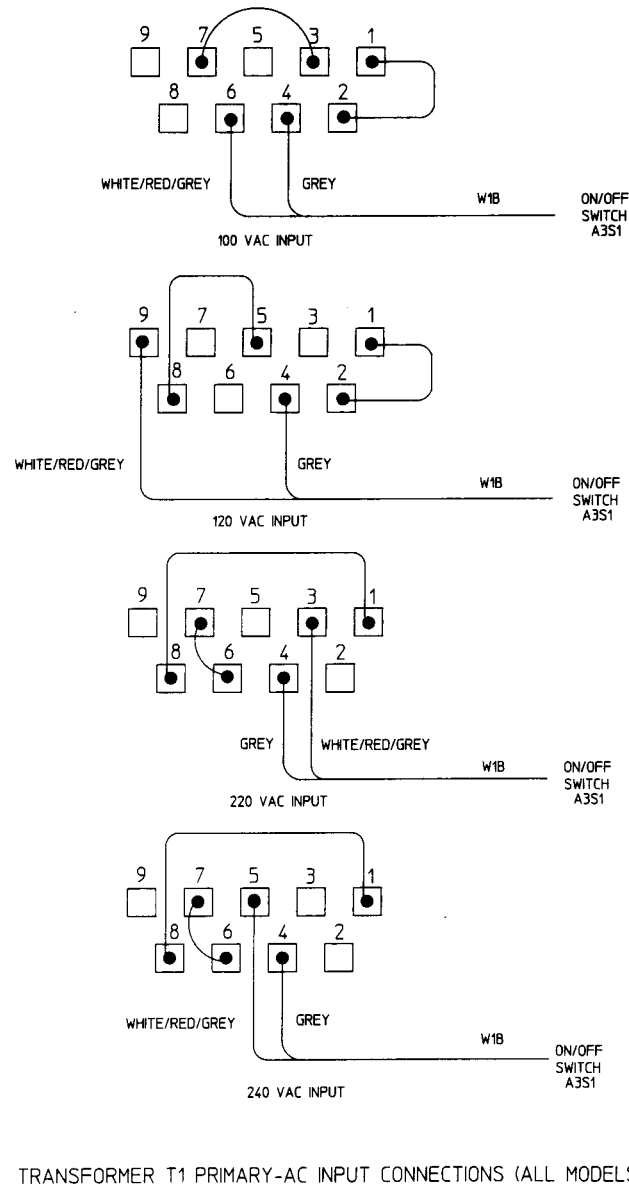 9 7 5 3 1
8 6 4 2
WHITE/RED/GREY GREY
W1B
ON/OFF
SWITCH
A3S1
100 VAC INPUT
9 7 5 3 1
8 6 4 2
WHITE/RED/GREY GREY
W1B
ON/OFF
SWITCH
A3S1
120 VAC INPUT
9 7 5 3 1
8 6 4 2
GREY WHITE/RED/GREY
W1B
ON/OFF
SWITCH
A3S1
220 VAC INPUT
9 7 5 3 1
8 6 4 2
WHITE/RED/GREY GREY
W1B
ON/OFF
SWITCH
A3S1
240 VAC INPUT
TRANSFORMER T1 PRIMARY-AC INPUT CONNECTIONS (ALL MODELS